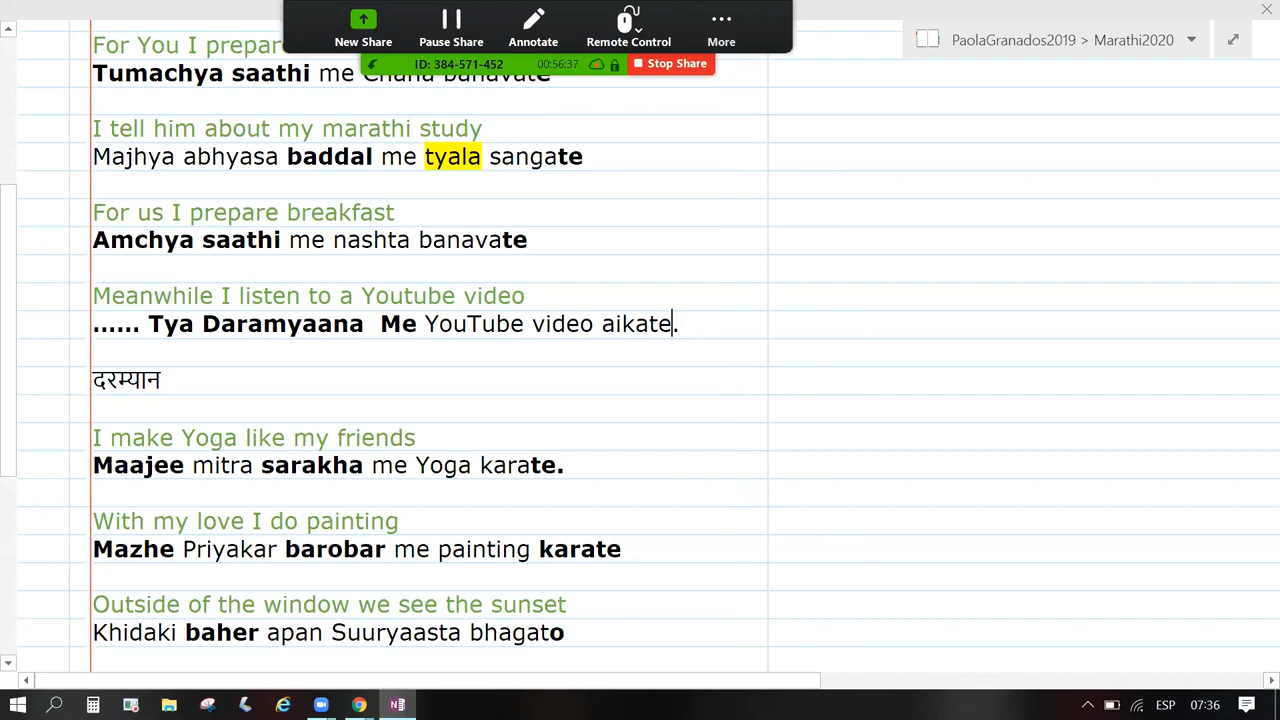 New Share
Pause Share
Annotate
Remote Control
More
ID: 384-571-452
00:56:37
Stop Share
PaolaGranados2019 > Marathi2020
For You I prepare
Tumachya saathi me Chana banavate
I tell him about my marathi study
Majhya abhyasa baddal me tyala sangate
For us I prepare breakfast
Amchya saathi me nashta banavate
Meanwhile I listen to a Youtube video
...... Tya Daramyaana Me YouTube video aikate.
दरम्यान
I make Yoga like my friends
Maajee mitra sarakha me Yoga karate.
With my love I do painting
Mazhe Priyakar barobar me painting karate
Outside of the window we see the sunset
Khidaki baher apan Suuryaasta bhagato
ESP
07:36